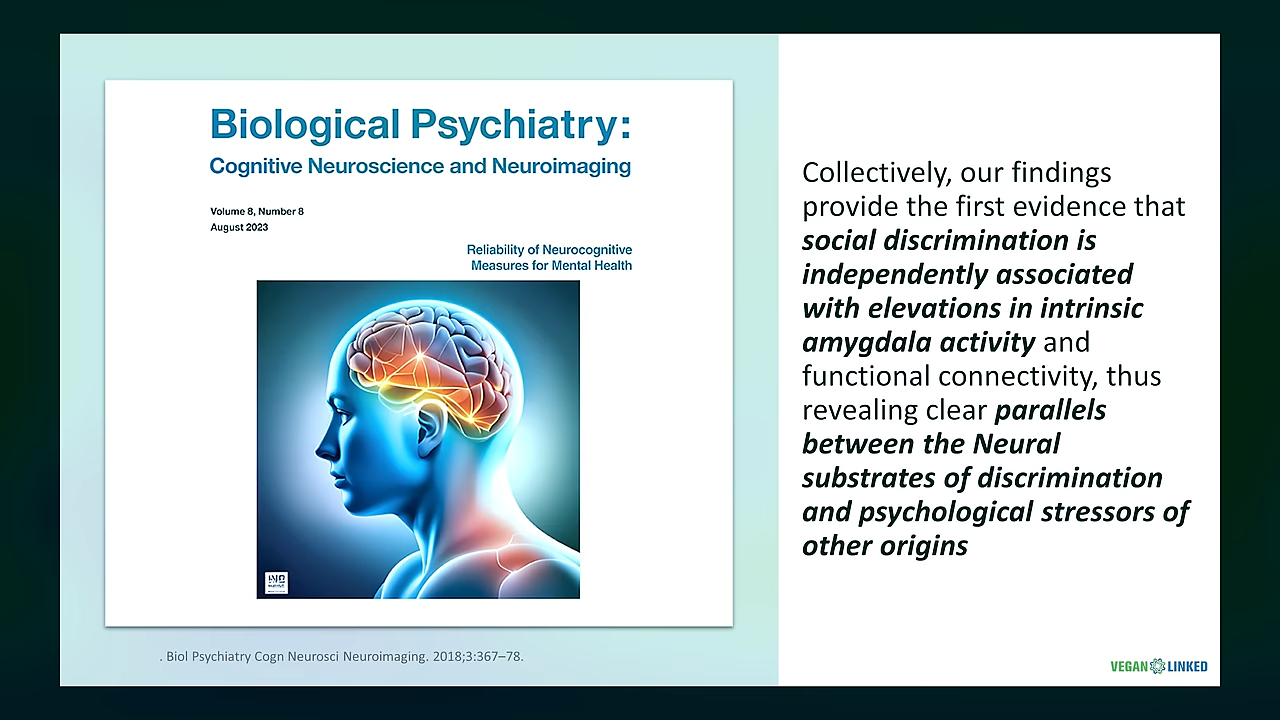 Biological Psychiatry:
Cognitive Neuroscience and Neuroimaging
Volume 8, Number 8
August 2023
Reliability of Neurocognitive
Measures for Mental Health
. Biol Psychiatry Cogn Neurosci Neuroimaging. 2018;3:367–78.
Collectively, our findings
provide the first evidence that
social discrimination is
independently associated
with elevations in intrinsic
amygdala activity and
functional connectivity, thus
revealing clear parallels
between the Neural
substrates of discrimination
and psychological stressors of
other origins
VEGAN LINKED